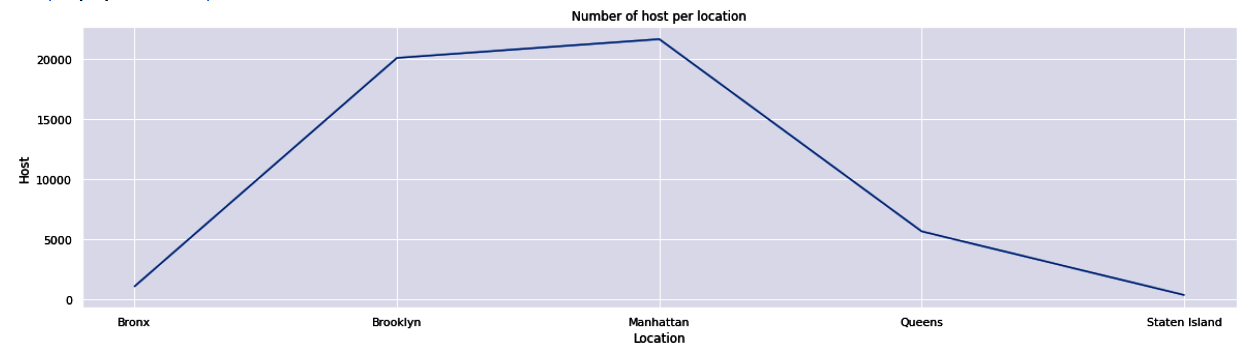 Number of host per location
20000
15000
10000
5000
0
Host
Bronx Brooklyn Manhattan Queens Staten Island
Location